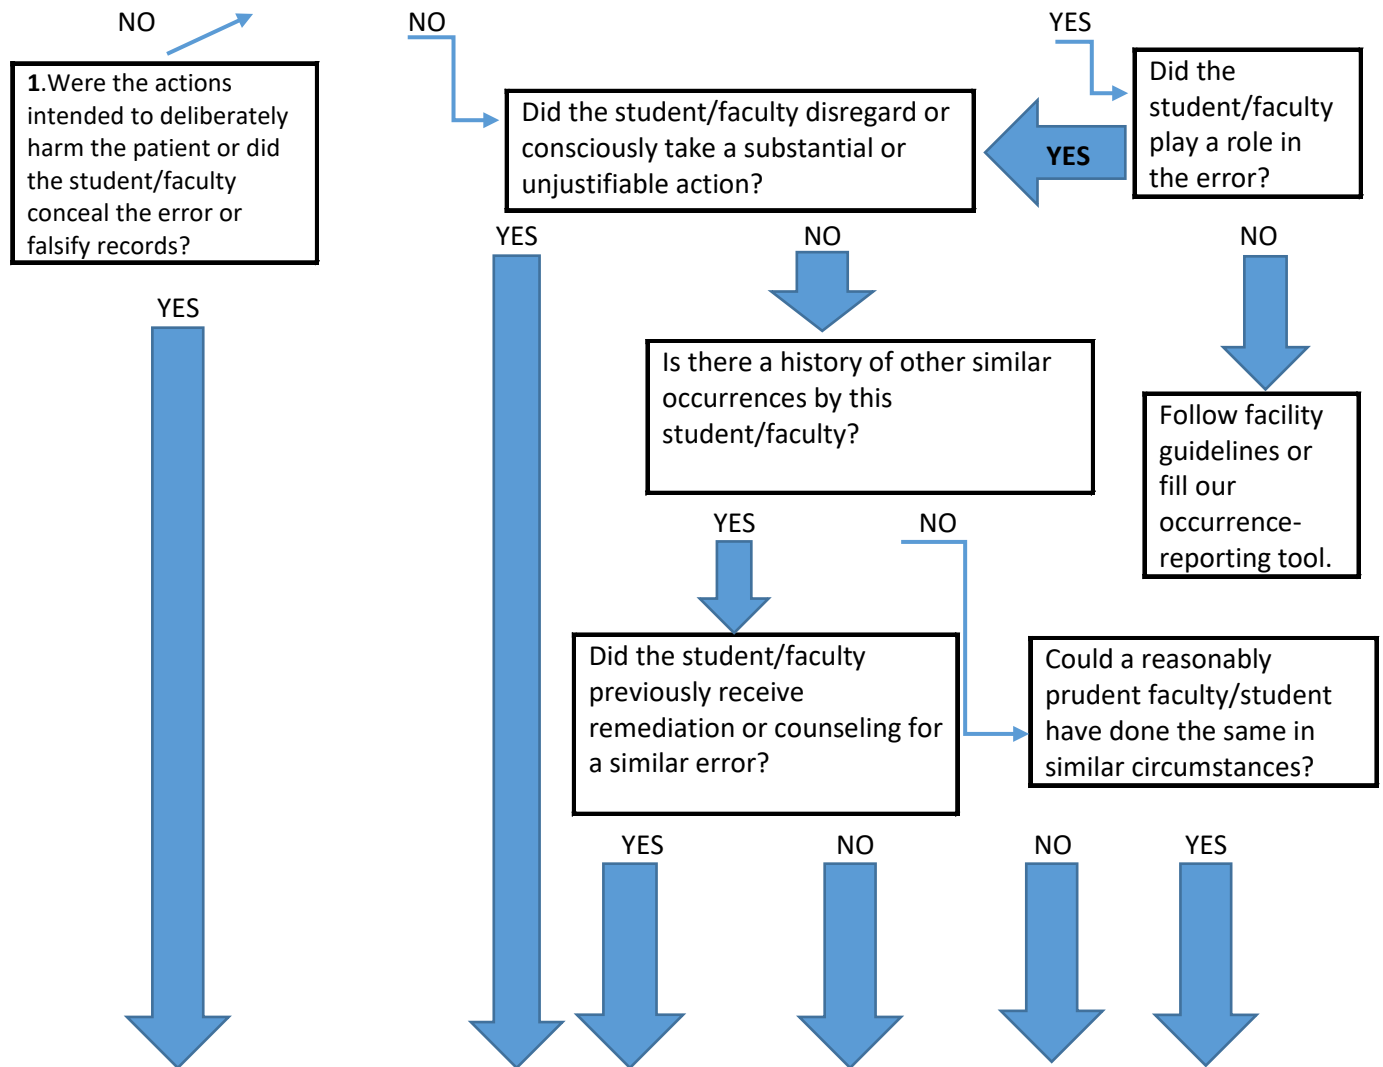 NO
NO
YES
1.Were the actions
intended to deliberately
harm the patient or did
the student/faculty
conceal the error or
falsify records?
Did the student/faculty disregard or
consciously take a substantial or
unjustifiable action?
YES
Did the
student/faculty
play a role in
the error?
YES
YES
NO
NO
Is there a history of other similar
occurrences by this
student/faculty?
Follow facility
guidelines or
fill our
occurrence-
reporting tool.
YES
NO
Did the student/faculty
previously receive
remediation or counseling for
a similar error?
Could a reasonably
prudent faculty/student
have done the same in
similar circumstances?
YES
NO
NO
YES